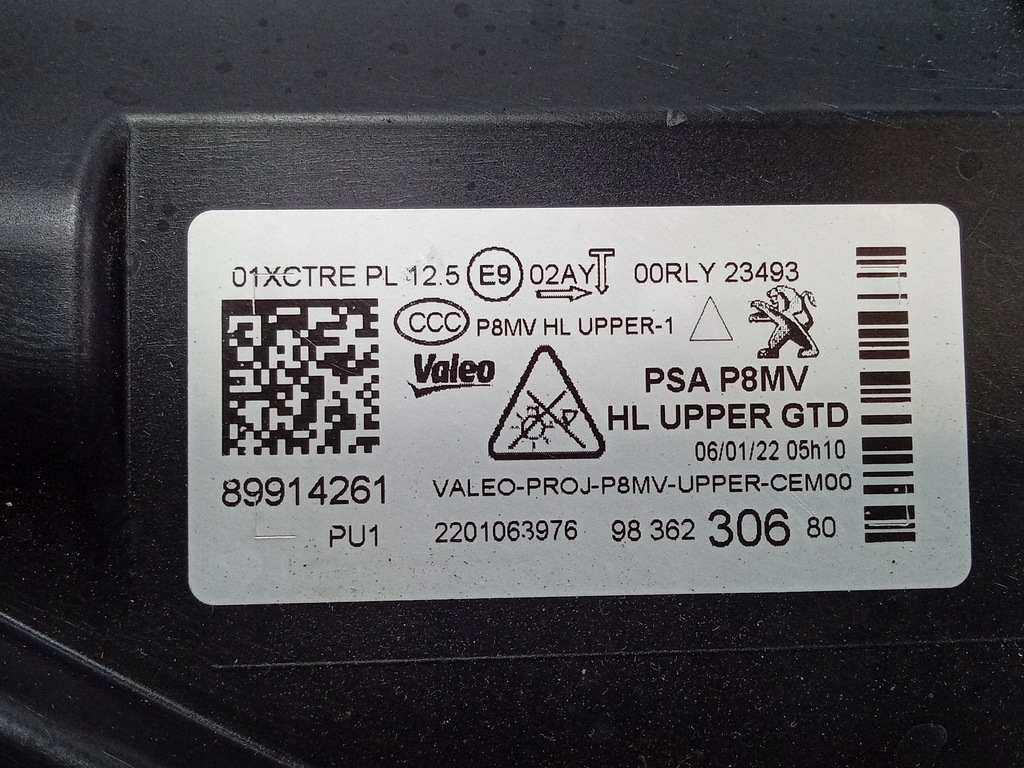 01XCTRE PL 12.5 E9 02AY 00RLY 23493
CCC P8MV HL UPPER-1
Valeo
PSA P8MV
HL UPPER GTD
06/01/22 05h10
89914261 VALEO-PROJ-P8MV-UPPER-CEM00
PU1 2201063976 98 362 306 80